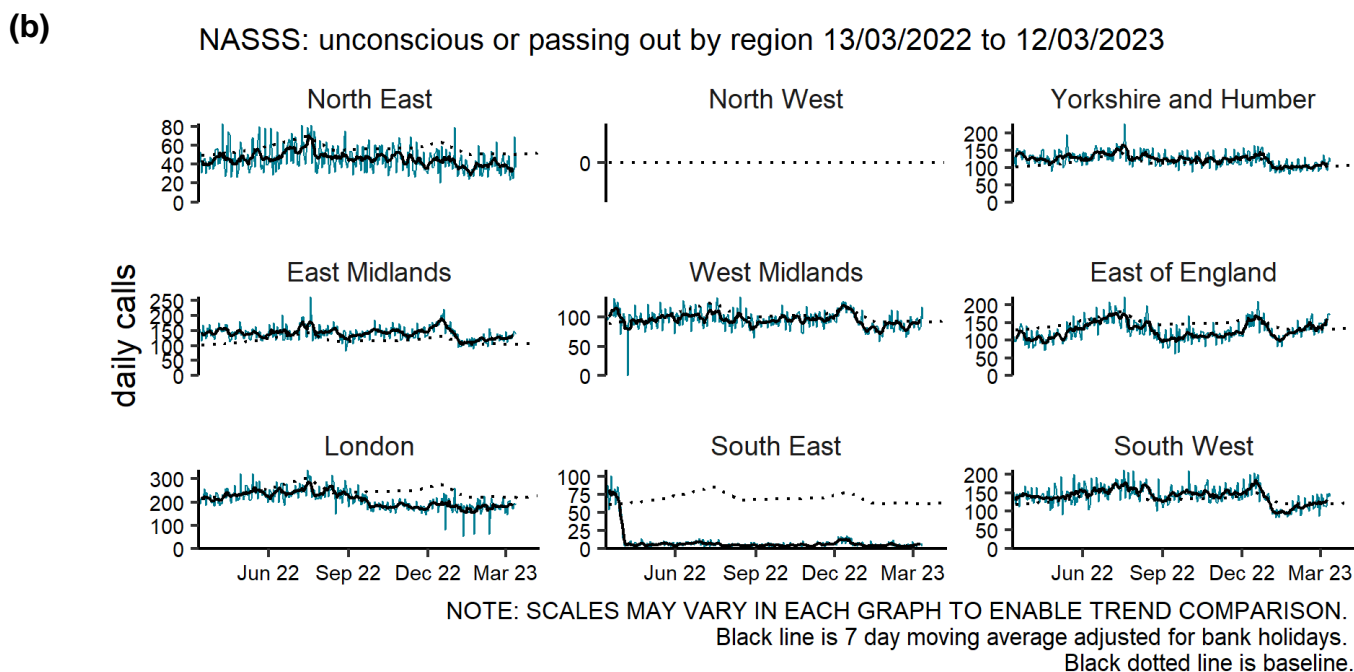 (b)
NASSS: unconscious or passing out by region 13/03/2022 to 12/03/2023
North East
80
60
40
20
0
North West
0
Yorkshire and Humber
200
150
100
50
0
daily calls
East Midlands
250
200
150
100
50
0
West Midlands
100
50
0
East of England
200
150
100
50
0
London
300
200
100
0
South East
100
75
50
25
0
South West
200
150
100
50
0
Jun 22 Sep 22 Dec 22 Mar 23
Jun 22 Sep 22 Dec 22 Mar 23
Jun 22 Sep 22 Dec 22 Mar 23
NOTE: SCALES MAY VARY IN EACH GRAPH TO ENABLE TREND COMPARISON.
Black line is 7 day moving average adjusted for bank holidays.
Black dotted line is baseline.